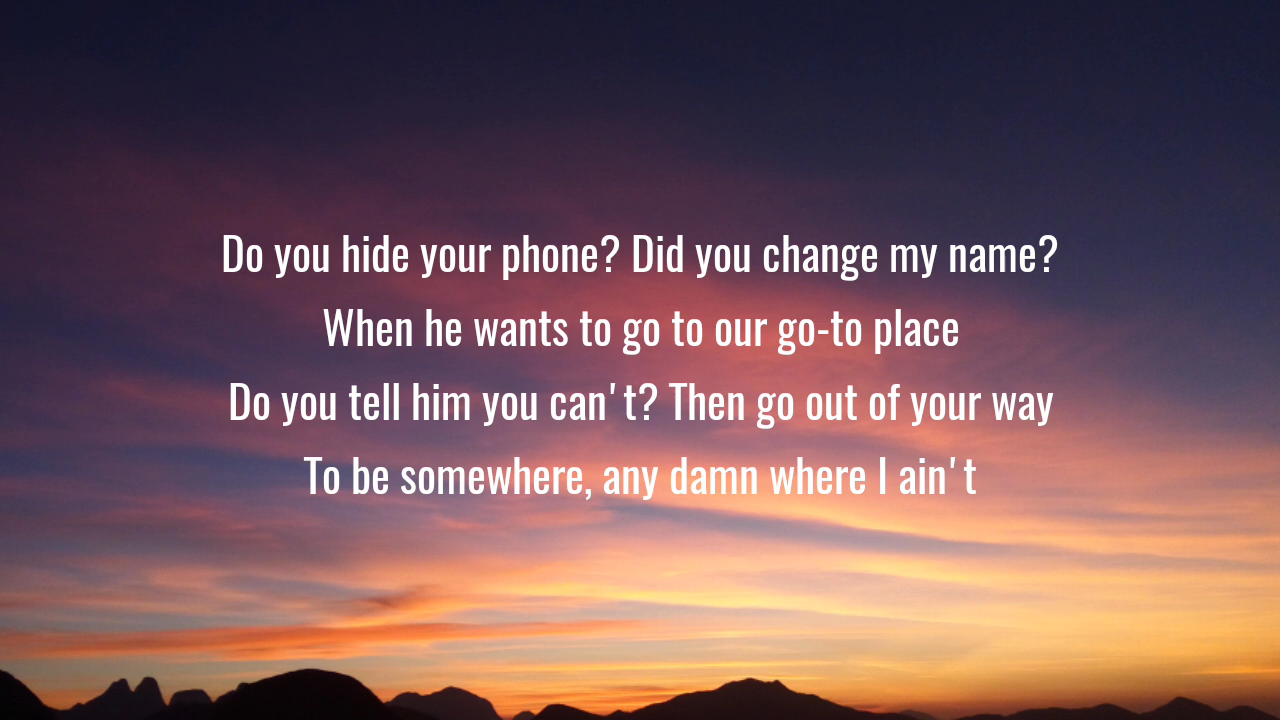 Do you hide your phone? Did you change my name?
When he wants to go to our go-to place
Do you tell him you can't? Then go out of your way
To be somewhere, any damn where I ain't